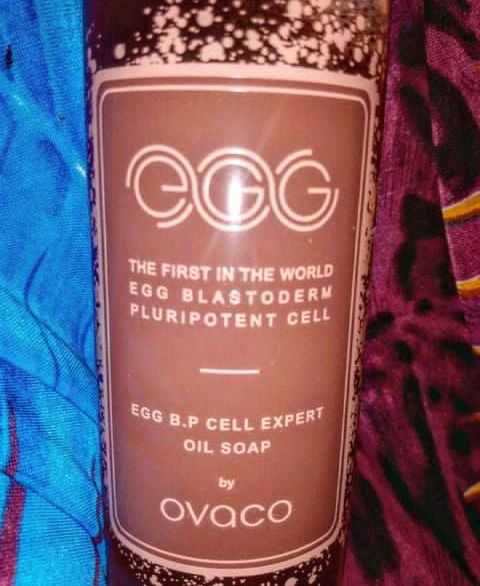 eGG
THE FIRST IN THE WORLD
EGG BLASTODERM
PLURIPOTENT CELL
EGG B.P CELL EXPERT
OIL SOAP
by
ovaco